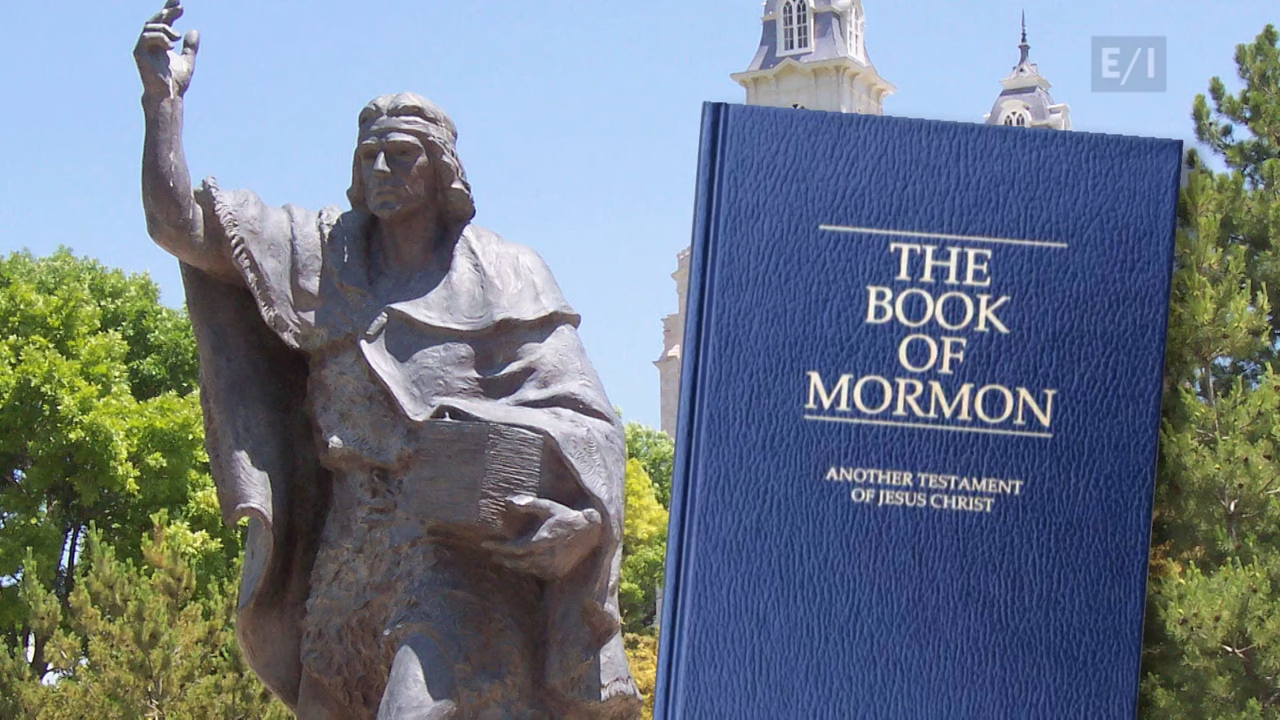 E/I
THE
BOOK
OF
MORMON
ANOTHER TESTAMENT
OF JESUS CHRIST